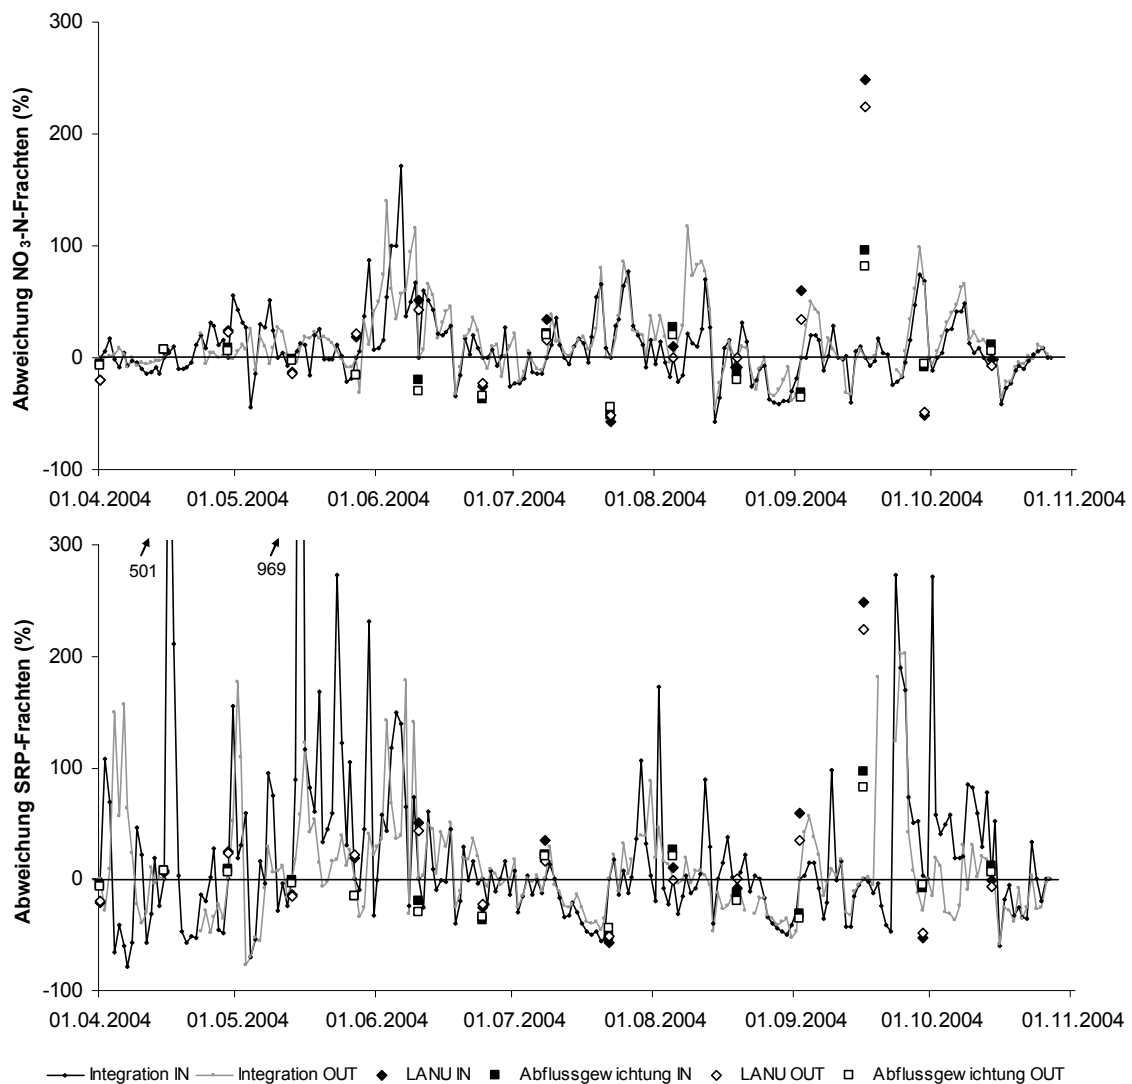 300
200
100
0
-100
Abweichung NO3-N-Frachten (%)
01.04.2004 01.05.2004 01.06.2004 01.07.2004 01.08.2004 01.09.2004 01.10.2004 01.11.2004
300
200
100
0
-100
Abweichung SRP-Frachten (%)
501
969
01.04.2004 01.05.2004 01.06.2004 01.07.2004 01.08.2004 01.09.2004 01.10.2004 01.11.2004
Integration IN Integration OUT LANU IN Abflussgewichtung IN LANU OUT Abflussgewichtung OUT